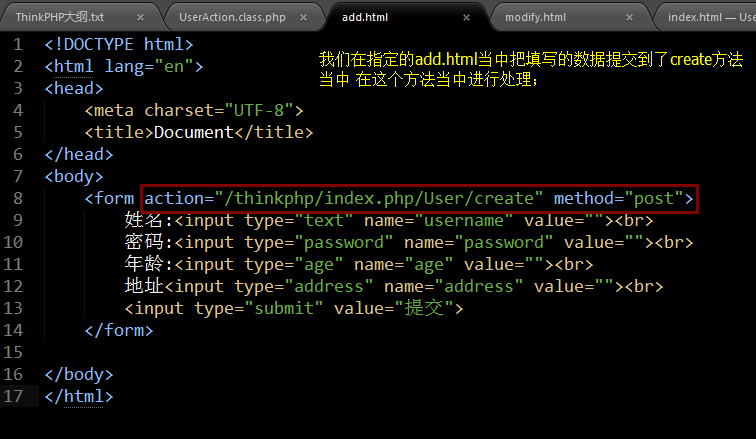 ThinkPHP大纲.txt × UserAction.class.php × add.html × modify.html × index.html — Use
我们在指定的add.html当中把填写的数据提交到了create方法
当中 在这个方法当中进行处理；
1 <!DOCTYPE html>
2 <html lang="en">
3 <head>
4 <meta charset="UTF-8">
5 <title>Document</title>
6 </head>
7 <body>
8 <form action="/thinkphp/index.php/User/create" method="post">
9 姓名:<input type="text" name="username" value=""><br>
10 密码:<input type="password" name="password" value=""><br>
11 年龄:<input type="age" name="age" value=""><br>
12 地址<input type="address" name="address" value=""><br>
13 <input type="submit" value="提交">
14 </form>
15
16 </body>
17 </html>